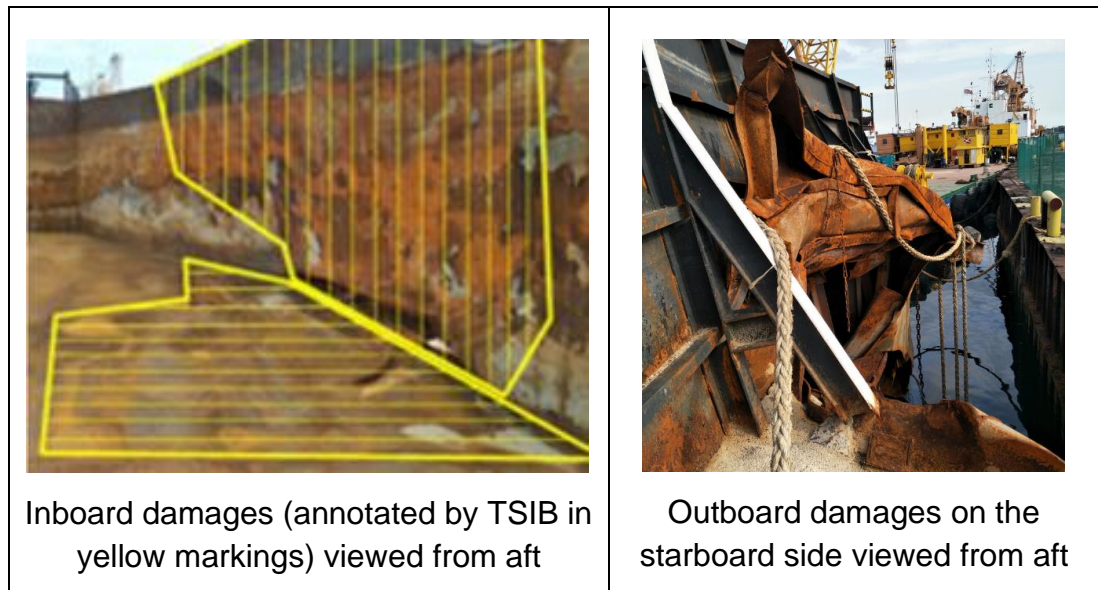 Inboard damages (annotated by TSIB in
yellow markings) viewed from aft
Outboard damages on the
starboard side viewed from aft